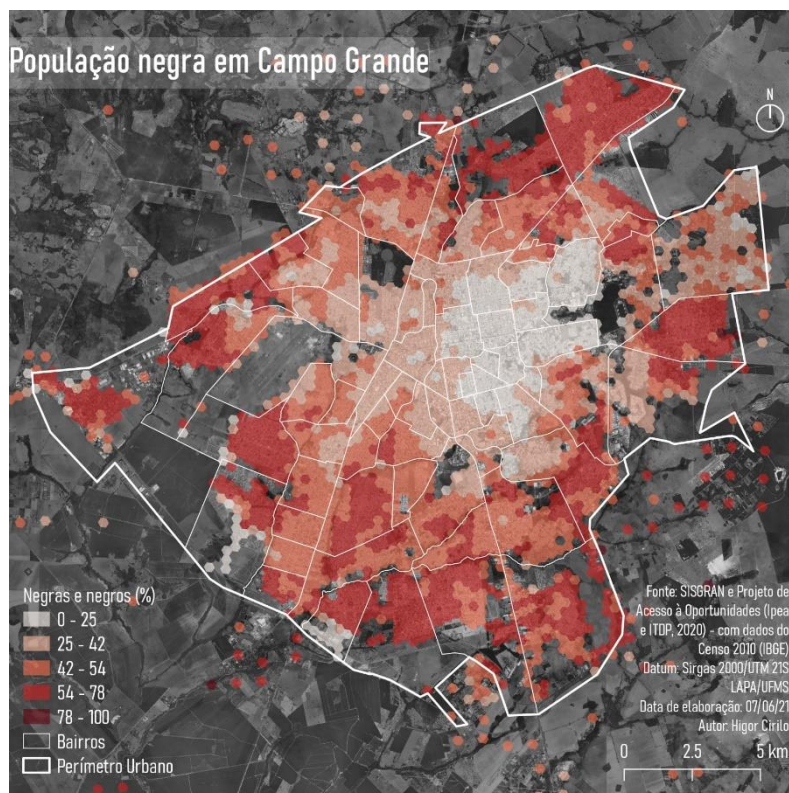 População negra em Campo Grande
N
Negras e negros (%)
0 - 25
25 - 42
42 - 54
54 - 78
78 - 100
Bairros
Perímetro Urbano
Fonte: SISGRAN e Projeto de
Acesso à Oportunidades (Ipea
e ITDP, 2020) - com dados do
Censo 2010 (IBGE)
Datum: Sirgas 2000/UTM 21S
LAPA/UFMS
Data de elaboração: 07/06/21
Autor: Higor Cirilo
0 2.5 5 km